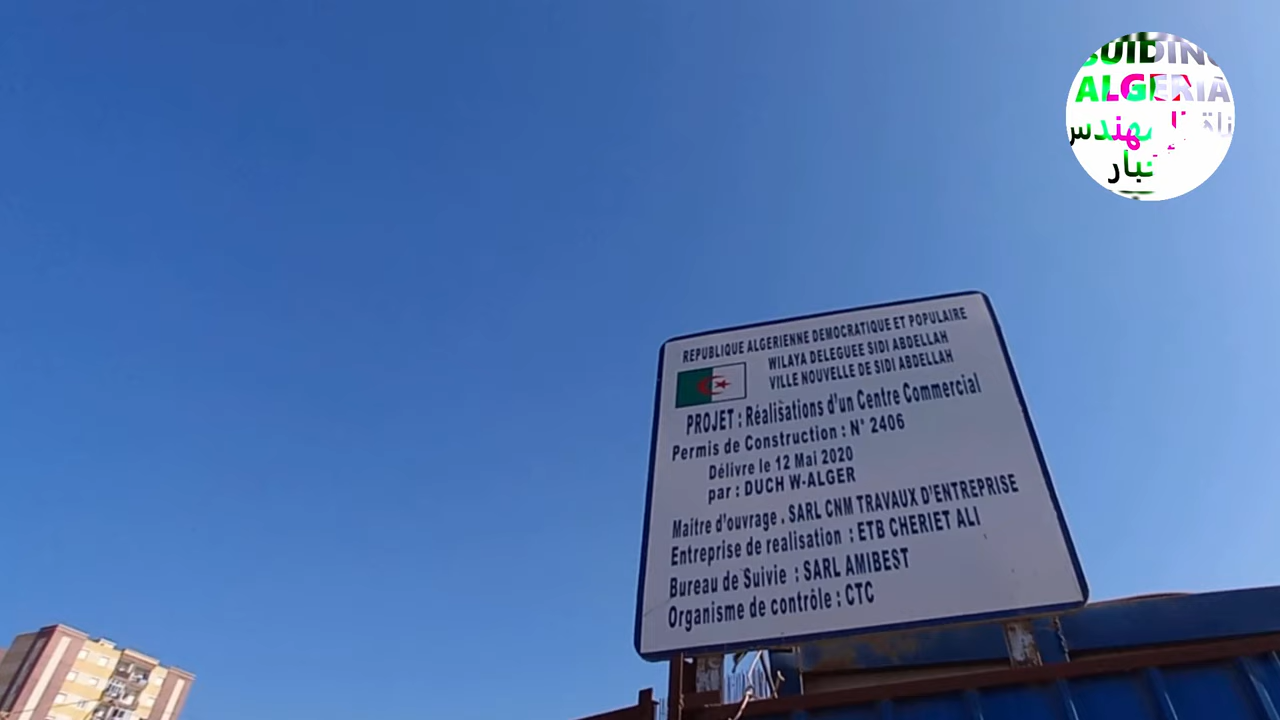 BUIDING
ALGERIA
REPUBLIQUE ALGERIENNE DEMOCRATIQUE ET POPULAIRE
WILAYA DELEGUEE SIDI ABDELLAH
VILLE NOUVELLE DE SIDI ABDELLAH
PROJET : Réalisations d'un Centre Commercial
Permis de Construction : N° 2406
Délivre le 12 Mai 2020
par : DUCH W-ALGER
Maitre d'ouvrage . SARL CNM TRAVAUX D'ENTREPRISE
Entreprise de realisation : ETB CHERIET ALI
Bureau de Suivie : SARL AMIBEST
Organisme de contrôle : CTC